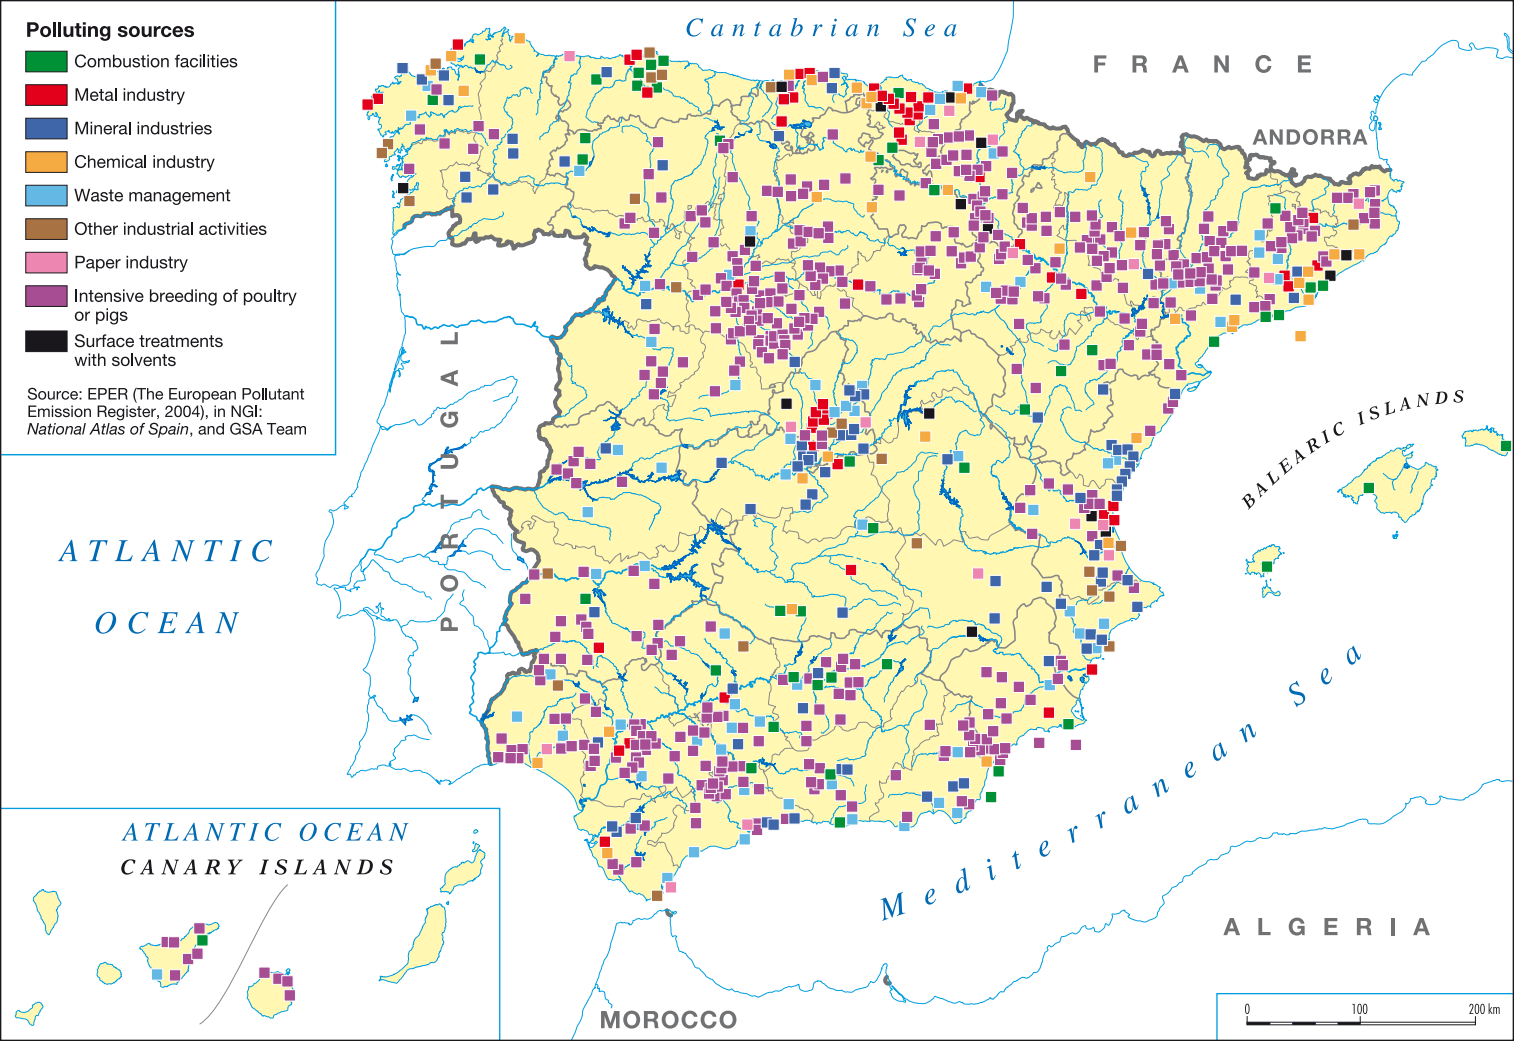 Polluting sources
Combustion facilities
Metal industry
Mineral industries
Chemical industry
Waste management
Other industrial activities
Paper industry
Intensive breeding of poultry
or pigs
Surface treatments
with solvents
Source: EPER (The European Pollutant
Emission Register, 2004), in NGI:
National Atlas of Spain, and GSA Team
Cantabrian Sea
FRANCE
ANDORRA
PORTUGAL
BALEARIC ISLANDS
ATLANTIC
OCEAN
Mediterranean Sea
ATLANTIC OCEAN
CANARY ISLANDS
ALGERIA
MOROCCO
0 100 200 km